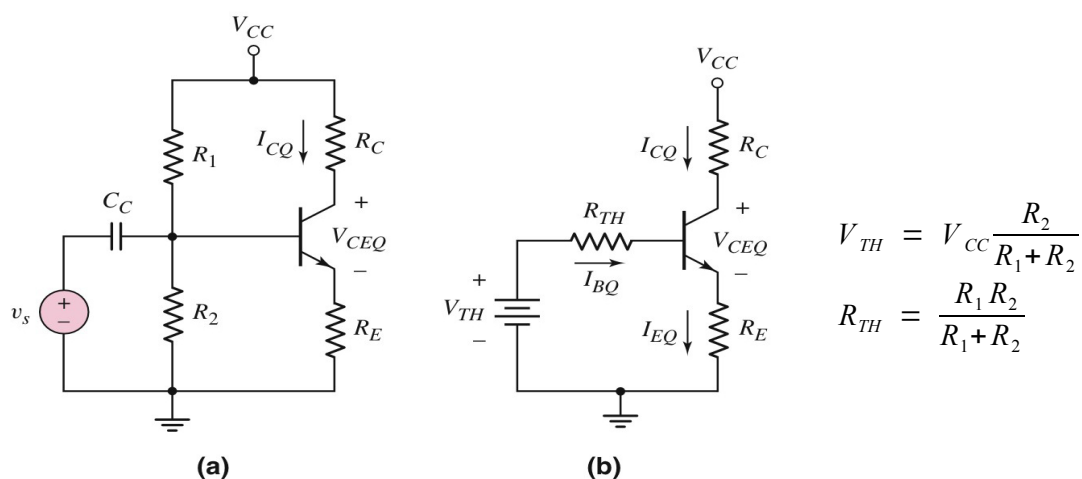 V_CC
I_CQ
R_C
R_1
C_C
+
V_CEQ
−
v_s
+
−
R_2
R_E
(a)
V_CC
I_CQ
R_C
R_TH
+
V_CEQ
−
I_BQ
+
V_TH
−
I_EQ
R_E
(b)
V_TH = V_CC R_2 / (R_1 + R_2)
R_TH = R_1 R_2 / (R_1 + R_2)